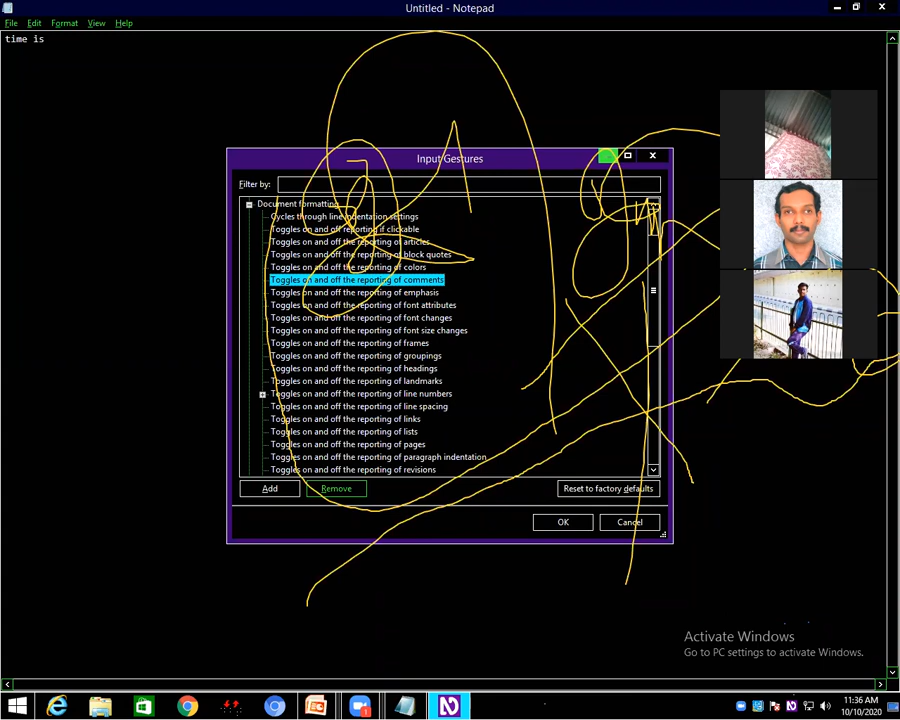 Untitled - Notepad
File Edit Format View Help
time is
Input Gestures
Filter by:
Document formatting
Cycles through line indentation settings
Toggles on and off reporting if clickable
Toggles on and off the reporting of articles
Toggles on and off the reporting of block quotes
Toggles on and off the reporting of colors
Toggles on and off the reporting of comments
Toggles on and off the reporting of emphasis
Toggles on and off the reporting of font attributes
Toggles on and off the reporting of font changes
Toggles on and off the reporting of font size changes
Toggles on and off the reporting of frames
Toggles on and off the reporting of groupings
Toggles on and off the reporting of headings
Toggles on and off the reporting of landmarks
Toggles on and off the reporting of line numbers
Toggles on and off the reporting of line spacing
Toggles on and off the reporting of links
Toggles on and off the reporting of lists
Toggles on and off the reporting of pages
Toggles on and off the reporting of paragraph indentation
Toggles on and off the reporting of revisions
Add Remove Reset to factory defaults
OK Cancel
Activate Windows
Go to PC settings to activate Windows.
11:36 AM
10/10/2020